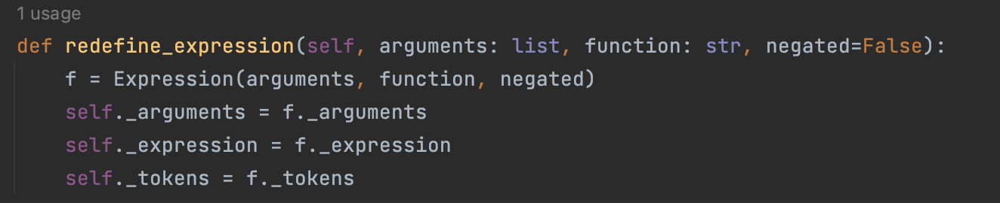 1 usage
def redefine_expression(self, arguments: list, function: str, negated=False):
    f = Expression(arguments, function, negated)
    self._arguments = f._arguments
    self._expression = f._expression
    self._tokens = f._tokens